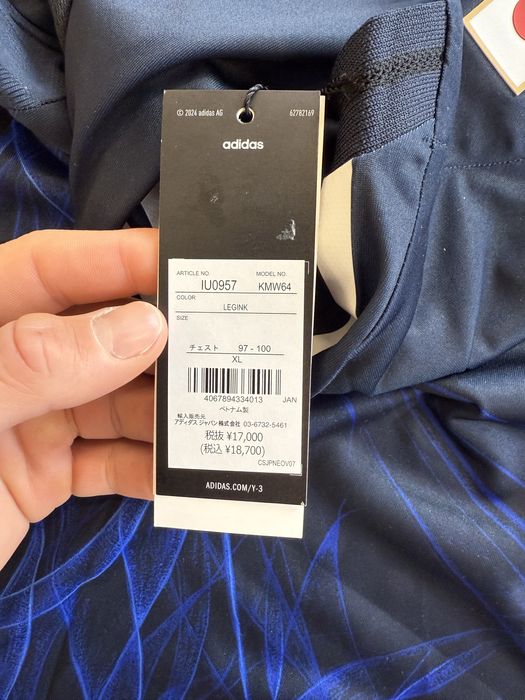 © 2024 adidas AG 62782169
adidas
ARTICLE NO. MODEL NO.
IU0957 KMW64
COLOR
LEGINK
SIZE
チェスト 97 - 100
XL
4067894334013 JAN
ベトナム製
輸入販売元
アディダス ジャパン株式会社 03-6732-5461
税抜 ¥17,000
(税込 ¥18,700)
CSJPNEOV07
ADIDAS.COM/Y-3